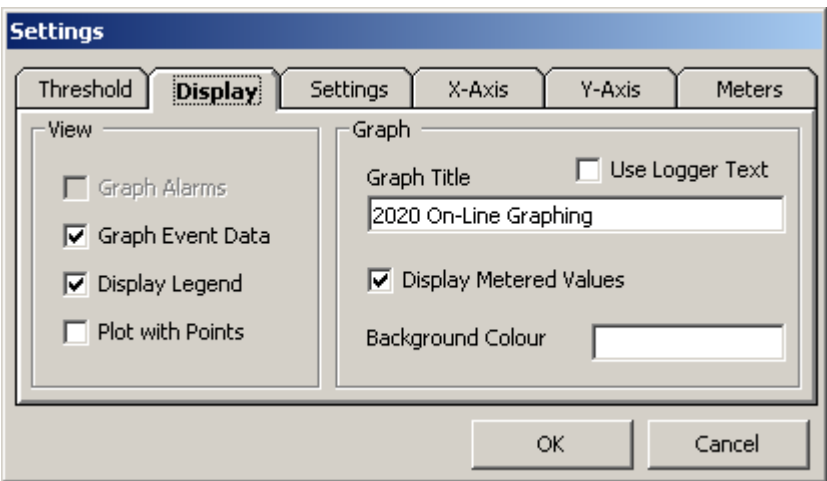 Settings
Threshold Display Settings X-Axis Y-Axis Meters
View
Graph Alarms
Graph Event Data
Display Legend
Plot with Points
Graph
Graph Title
Use Logger Text
2020 On-Line Graphing
Display Metered Values
Background Colour
OK Cancel